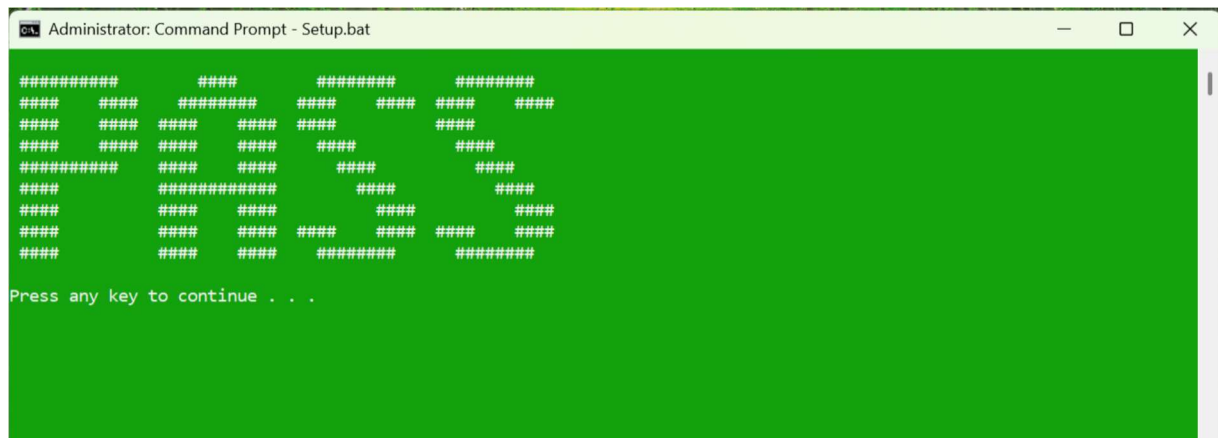 Administrator: Command Prompt - Setup.bat
PASS
Press any key to continue . . .